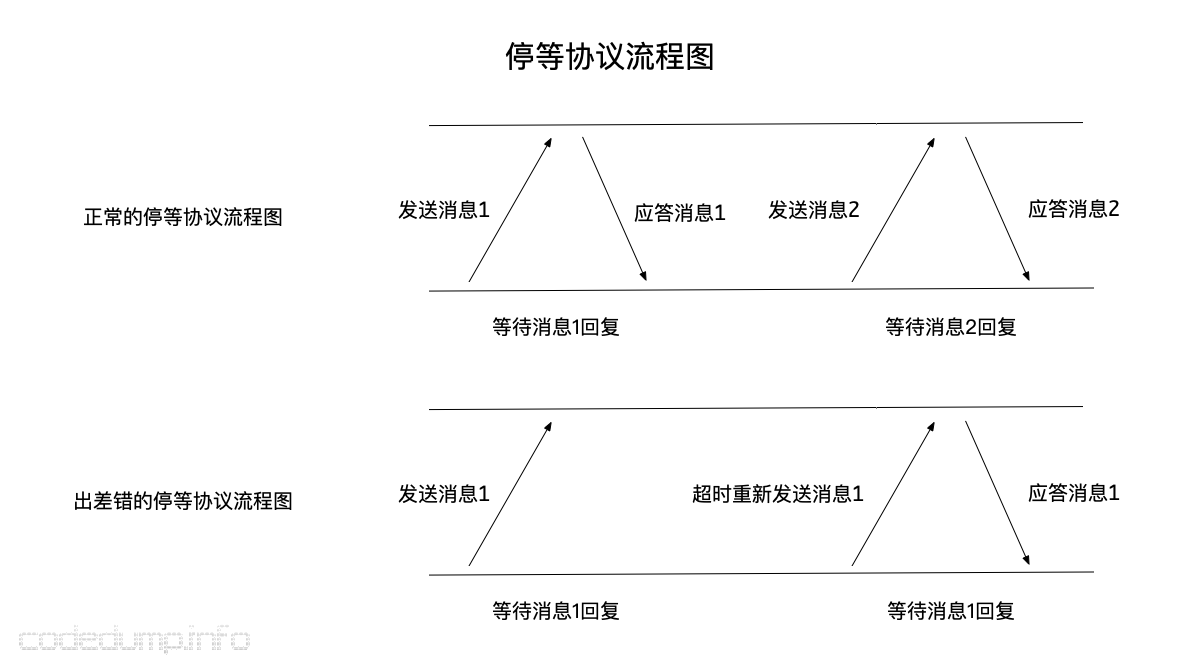 停等协议流程图
正常的停等协议流程图
发送消息1
应答消息1
发送消息2
应答消息2
等待消息1回复
等待消息2回复
出差错的停等协议流程图
发送消息1
超时重新发送消息1
应答消息1
等待消息1回复
等待消息1回复
codedump.info